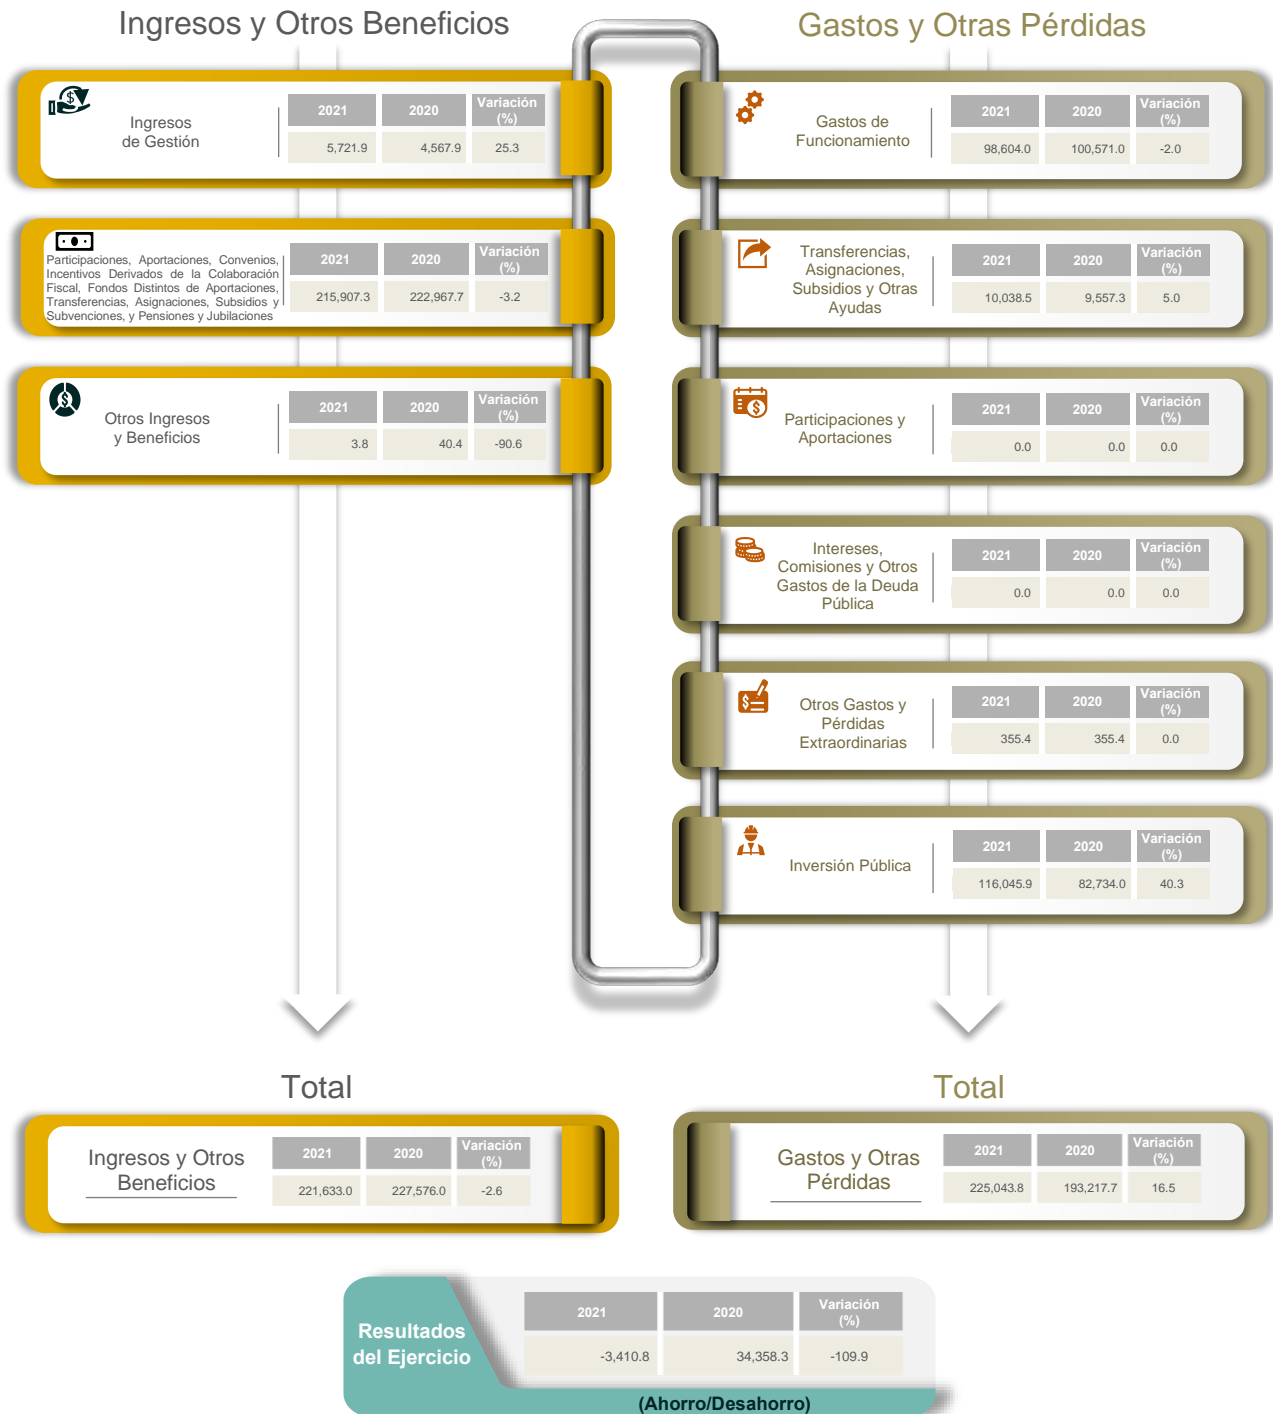 Ingresos y Otros Beneficios
Ingresos
de Gestión
2021 2020 Variación
(%)
5,721.9 4,567.9 25.3
Participaciones, Aportaciones, Convenios,
Incentivos Derivados de la Colaboración
Fiscal, Fondos Distintos de Aportaciones,
Transferencias, Asignaciones, Subsidios y
Subvenciones, y Pensiones y Jubilaciones
2021 2020 Variación
(%)
215,907.3 222,967.7 -3.2
Otros Ingresos
y Beneficios
2021 2020 Variación
(%)
3.8 40.4 -90.6
Gastos y Otras Pérdidas
Gastos de
Funcionamiento
2021 2020 Variación
(%)
98,604.0 100,571.0 -2.0
Transferencias,
Asignaciones,
Subsidios y Otras
Ayudas
2021 2020 Variación
(%)
10,038.5 9,557.3 5.0
Participaciones y
Aportaciones
2021 2020 Variación
(%)
0.0 0.0 0.0
Intereses,
Comisiones y Otros
Gastos de la Deuda
Pública
2021 2020 Variación
(%)
0.0 0.0 0.0
Otros Gastos y
Pérdidas
Extraordinarias
2021 2020 Variación
(%)
355.4 355.4 0.0
Inversión Pública
2021 2020 Variación
(%)
116,045.9 82,734.0 40.3
Total
Ingresos y Otros
Beneficios
2021 2020 Variación
(%)
221,633.0 227,576.0 -2.6
Total
Gastos y Otras
Pérdidas
2021 2020 Variación
(%)
225,043.8 193,217.7 16.5
Resultados
del Ejercicio
2021 2020 Variación
(%)
-3,410.8 34,358.3 -109.9
(Ahorro/Desahorro)